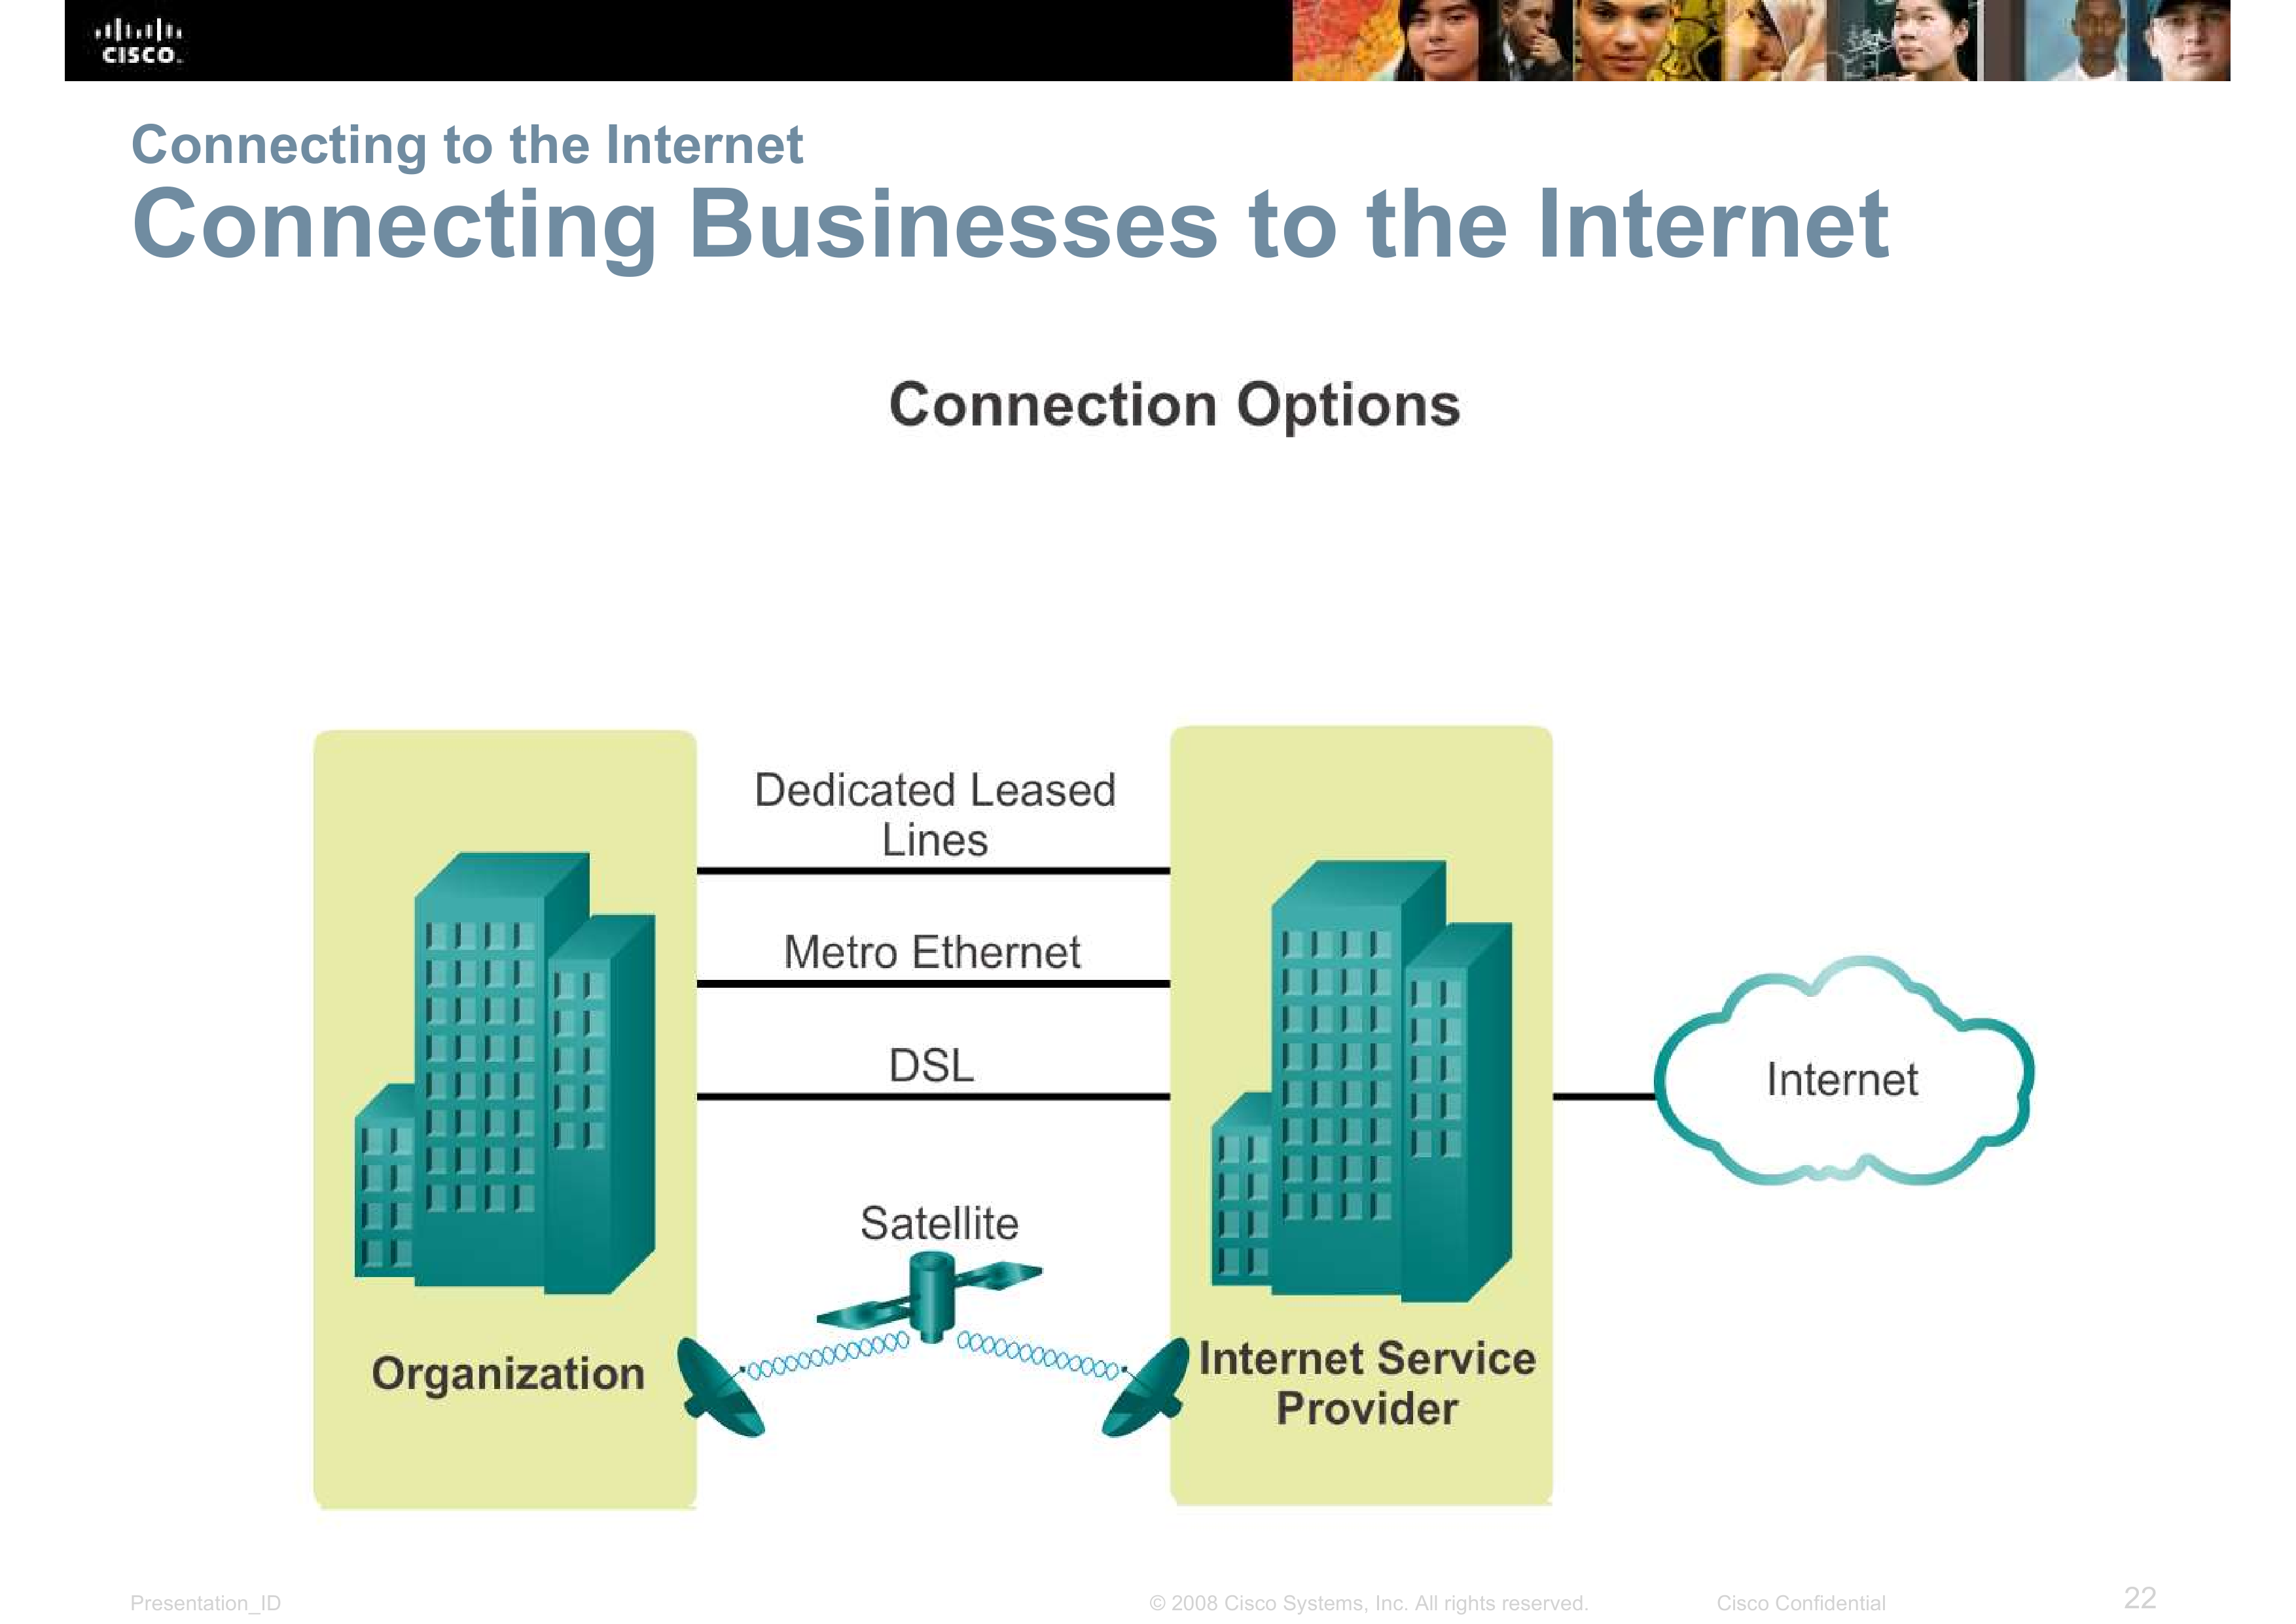 CISCO
Connecting to the Internet
Connecting Businesses to the Internet
Connection Options
Dedicated Leased
Lines
Metro Ethernet
DSL
Satellite
Organization
Internet Service
Provider
Internet
Presentation_ID
© 2008 Cisco Systems, Inc. All rights reserved.
Cisco Confidential
22